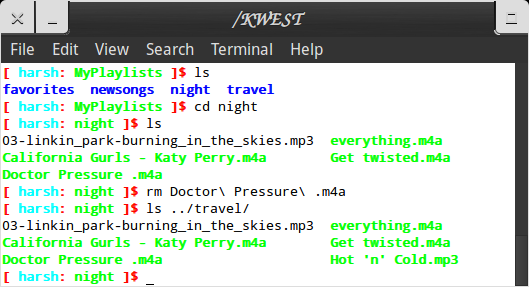 /KWEST
File Edit View Search Terminal Help
[ harsh: MyPlaylists ]$ ls
favorites newsongs night travel
[ harsh: MyPlaylists ]$ cd night
[ harsh: night ]$ ls
03-linkin_park-burning_in_the_skies.mp3 everything.m4a
California Gurls - Katy Perry.m4a Get twisted.m4a
Doctor Pressure .m4a
[ harsh: night ]$ rm Doctor\ Pressure\ .m4a
[ harsh: night ]$ ls ../travel/
03-linkin_park-burning_in_the_skies.mp3 everything.m4a
California Gurls - Katy Perry.m4a Get twisted.m4a
Doctor Pressure .m4a Hot 'n' Cold.mp3
[ harsh: night ]$ _